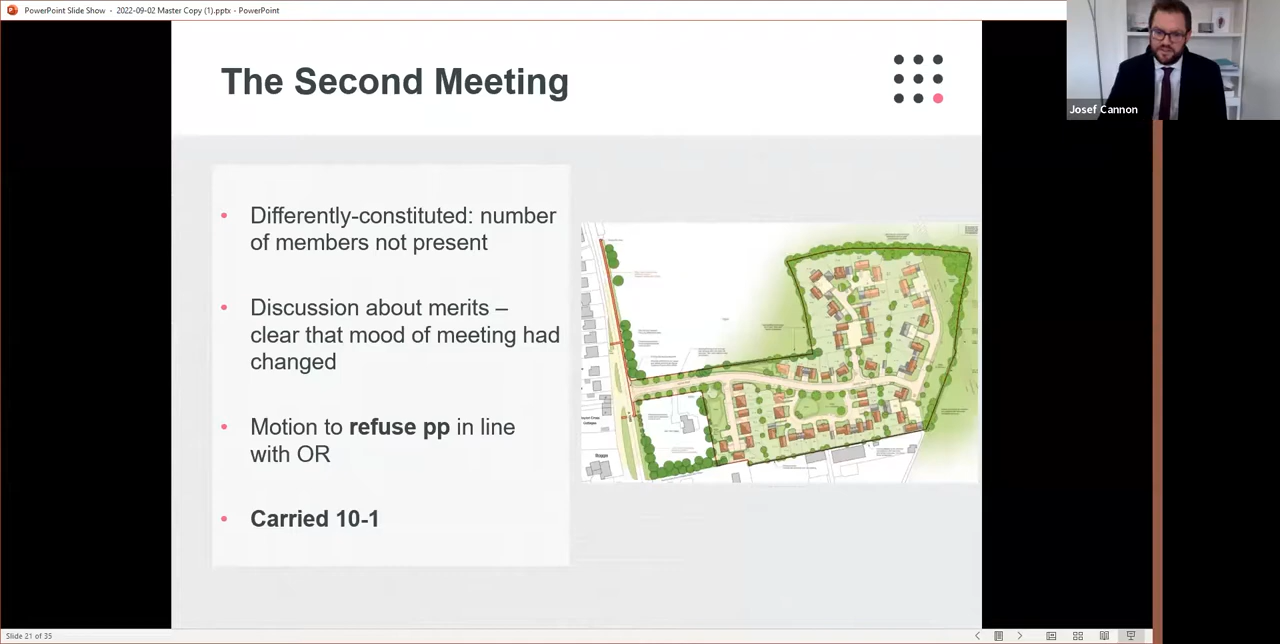 PowerPoint Slide Show - 2022-09-02 Master Copy (1).pptx - PowerPoint
Josef Cannon
The Second Meeting
• Differently-constituted: number
of members not present
• Discussion about merits –
clear that mood of meeting had
changed
• Motion to refuse pp in line
with OR
• Carried 10-1
Slide 21 of 35